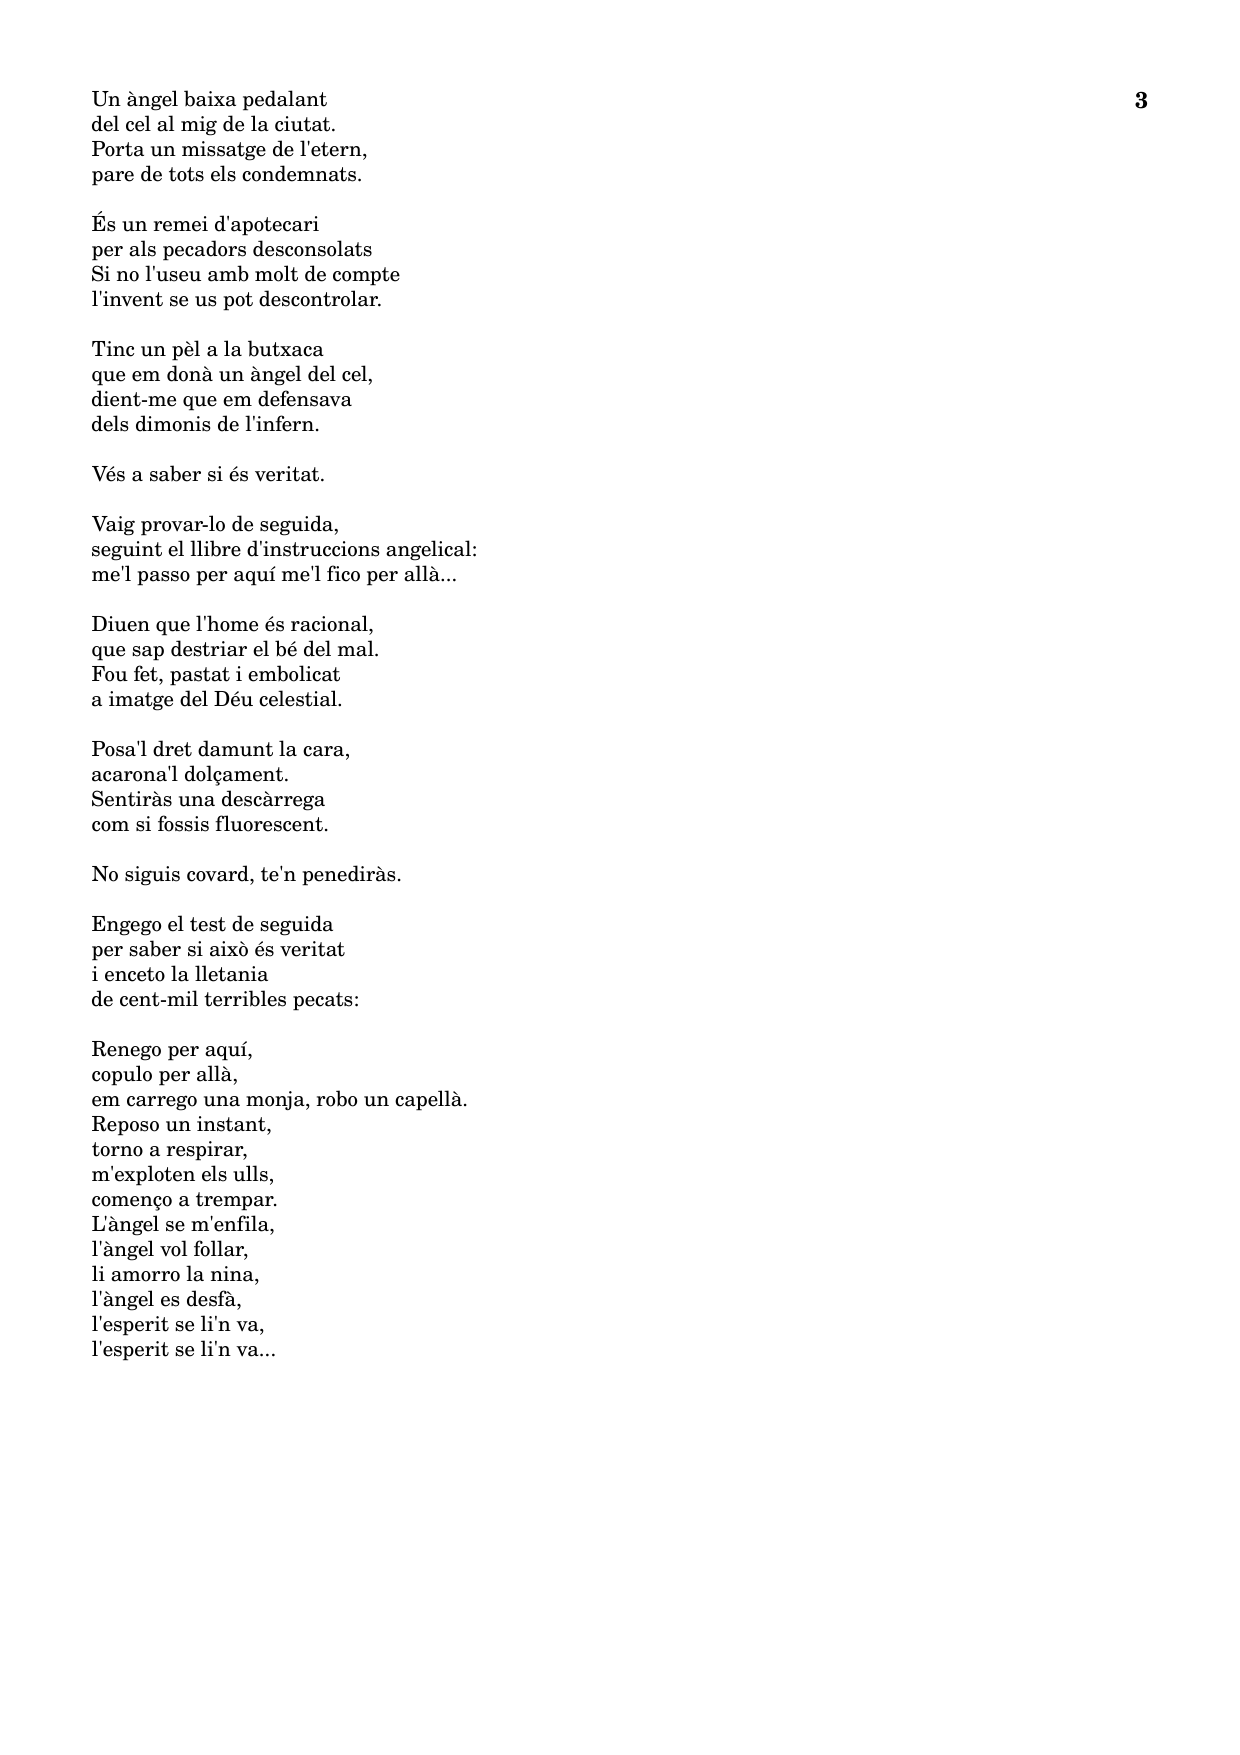 Un àngel baixa pedalant
3
del cel al mig de la ciutat.
Porta un missatge de l'etern,
pare de tots els condemnats.
És un remei d'apotecari
per als pecadors desconsolats
Si no l'useu amb molt de compte
l'invent se us pot descontrolar.
Tinc un pèl a la butxaca
que em donà un àngel del cel,
dient-me que em defensava
dels dimonis de l'infern.
Vés a saber si és veritat.
Vaig provar-lo de seguida,
seguint el llibre d'instruccions angelical:
me'l passo per aquí me'l fico per allà...
Diuen que l'home és racional,
que sap destriar el bé del mal.
Fou fet, pastat i embolicat
a imatge del Déu celestial.
Posa'l dret damunt la cara,
acarona'l dolçament.
Sentiràs una descàrrega
com si fossis fluorescent.
No siguis covard, te'n penediràs.
Engego el test de seguida
per saber si això és veritat
i enceto la lletania
de cent-mil terribles pecats:
Renego per aquí,
copulo per allà,
em carrego una monja, robo un capellà.
Reposo un instant,
torno a respirar,
m'exploten els ulls,
començo a trempar.
L'àngel se m'enfila,
l'àngel vol follar,
li amorro la nina,
l'àngel es desfà,
l'esperit se li'n va,
l'esperit se li'n va...